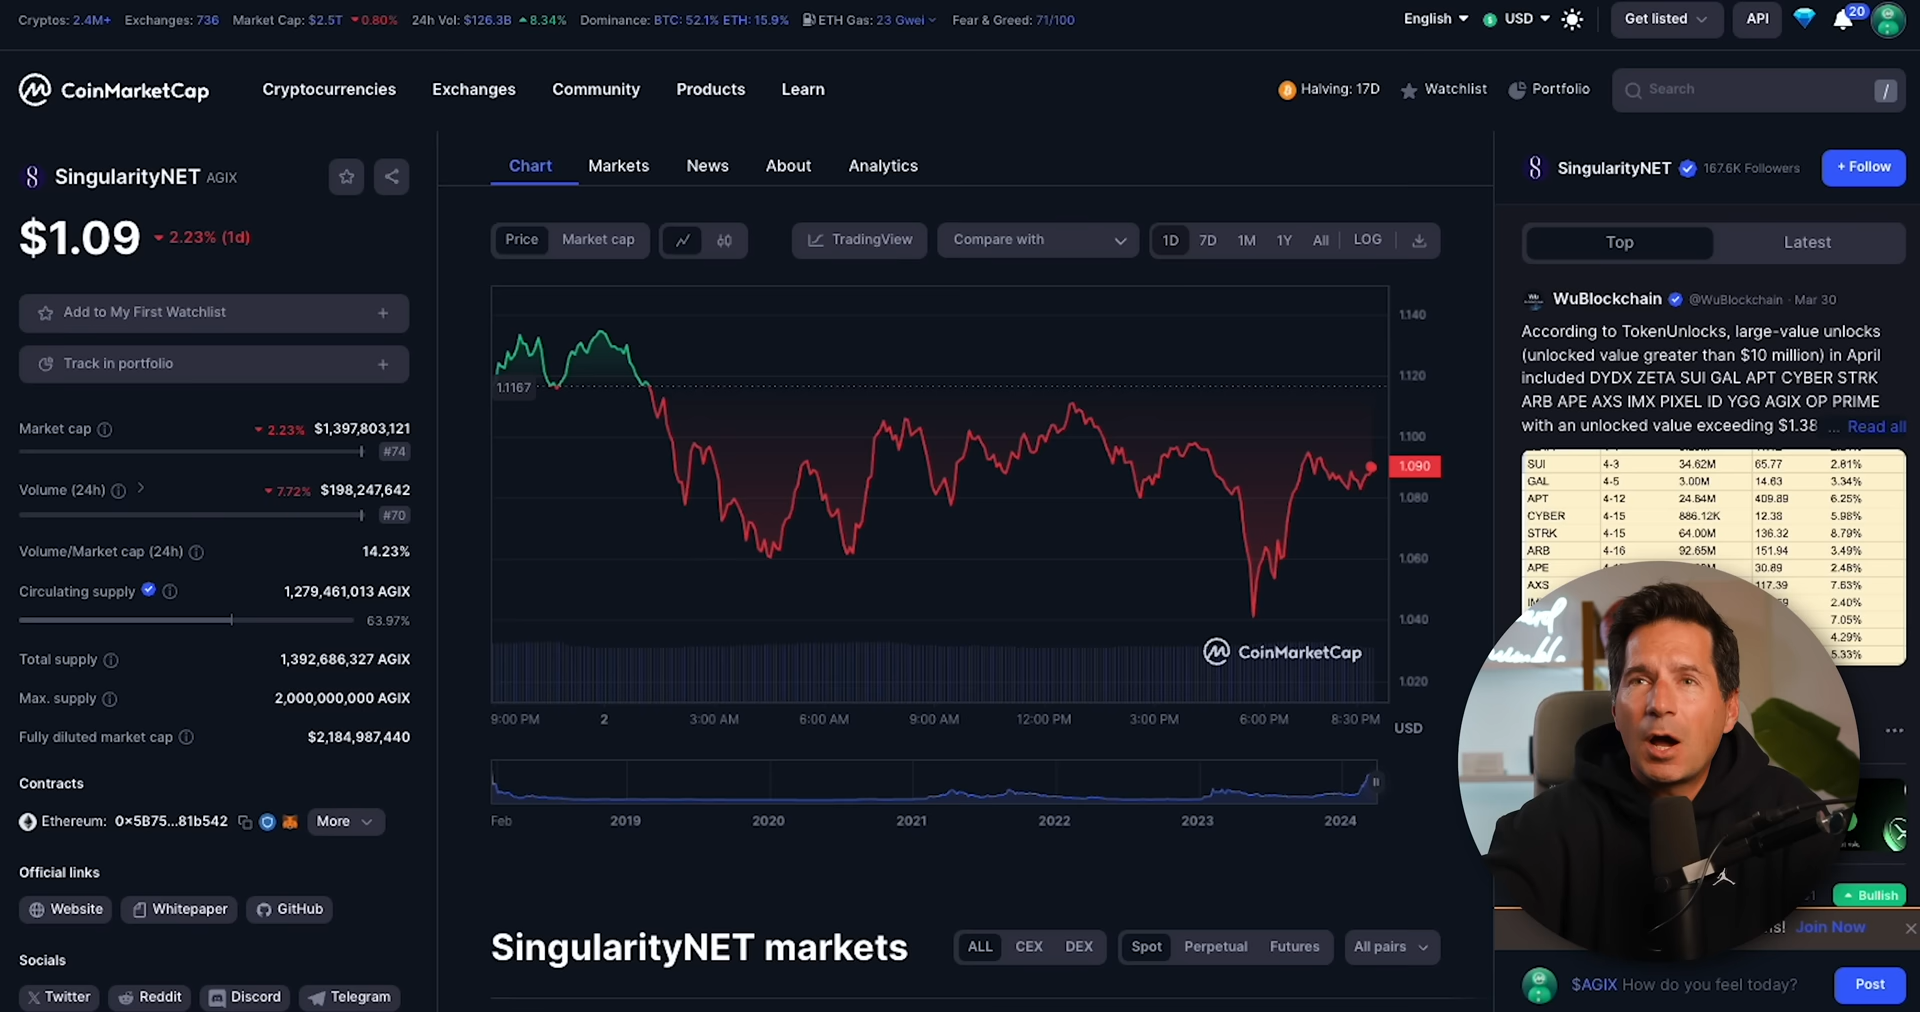 Cryptos: 2.4M+ Exchanges: 736 Market Cap: $2.5T 0.80% 24h Vol: $126.3B 8.34% Dominance: BTC: 52.1% ETH: 15.9% ETH Gas: 23 Gwei Fear & Greed: 71/100
English USD Get listed API 20
CoinMarketCap Cryptocurrencies Exchanges Community Products Learn
Halving: 17D Watchlist Portfolio Search /
SingularityNET AGIX
$1.09 2.23% (1d)
Add to My First Watchlist +
Track in portfolio +
Market cap 2.23% $1,397,803,121
#74
Volume (24h) 7.72% $198,247,642
#70
Volume/Market cap (24h) 14.23%
Circulating supply 1,279,461,013 AGIX
63.97%
Total supply 1,392,686,327 AGIX
Max. supply 2,000,000,000 AGIX
Fully diluted market cap $2,184,987,440
Contracts
Ethereum: 0x5B75...81b542 More
Official links
Website Whitepaper GitHub
Socials
Twitter Reddit Discord Telegram
Chart Markets News About Analytics
Price Market cap TradingView Compare with 1D 7D 1M 1Y All LOG
1.140
1.120
1.1167
1.100
1.090
1.080
1.060
1.040
1.020
CoinMarketCap
9:00 PM 2 3:00 AM 6:00 AM 9:00 AM 12:00 PM 3:00 PM 6:00 PM 8:30 PM
USD
Feb 2019 2020 2021 2022 2023 2024
SingularityNET markets ALL CEX DEX Spot Perpetual Futures All pairs
SingularityNET 167.6K Followers + Follow
Top Latest
WuBlockchain @WuBlockchain · Mar 30
According to TokenUnlocks, large-value unlocks
(unlocked value greater than $10 million) in April
included DYDX ZETA SUI GAL APT CYBER STRK
ARB APE AXS IMX PIXEL ID YGG AGIX OP PRIME
with an unlocked value exceeding $1.38 ... Read all
SUI 4-3 34.62M 65.77 2.81%
GAL 4-5 3.00M 14.63 3.34%
APT 4-12 24.84M 409.89 6.25%
CYBER 4-15 886.12K 12.38 5.98%
STRK 4-15 64.00M 136.32 8.79%
ARB 4-16 92.65M 151.94 3.49%
APE 30.89 2.48%
AXS 117.39 7.63%
2.40%
7.05%
4.29%
5.33%
Bullish
Join Now
$AGIX How do you feel today? Post